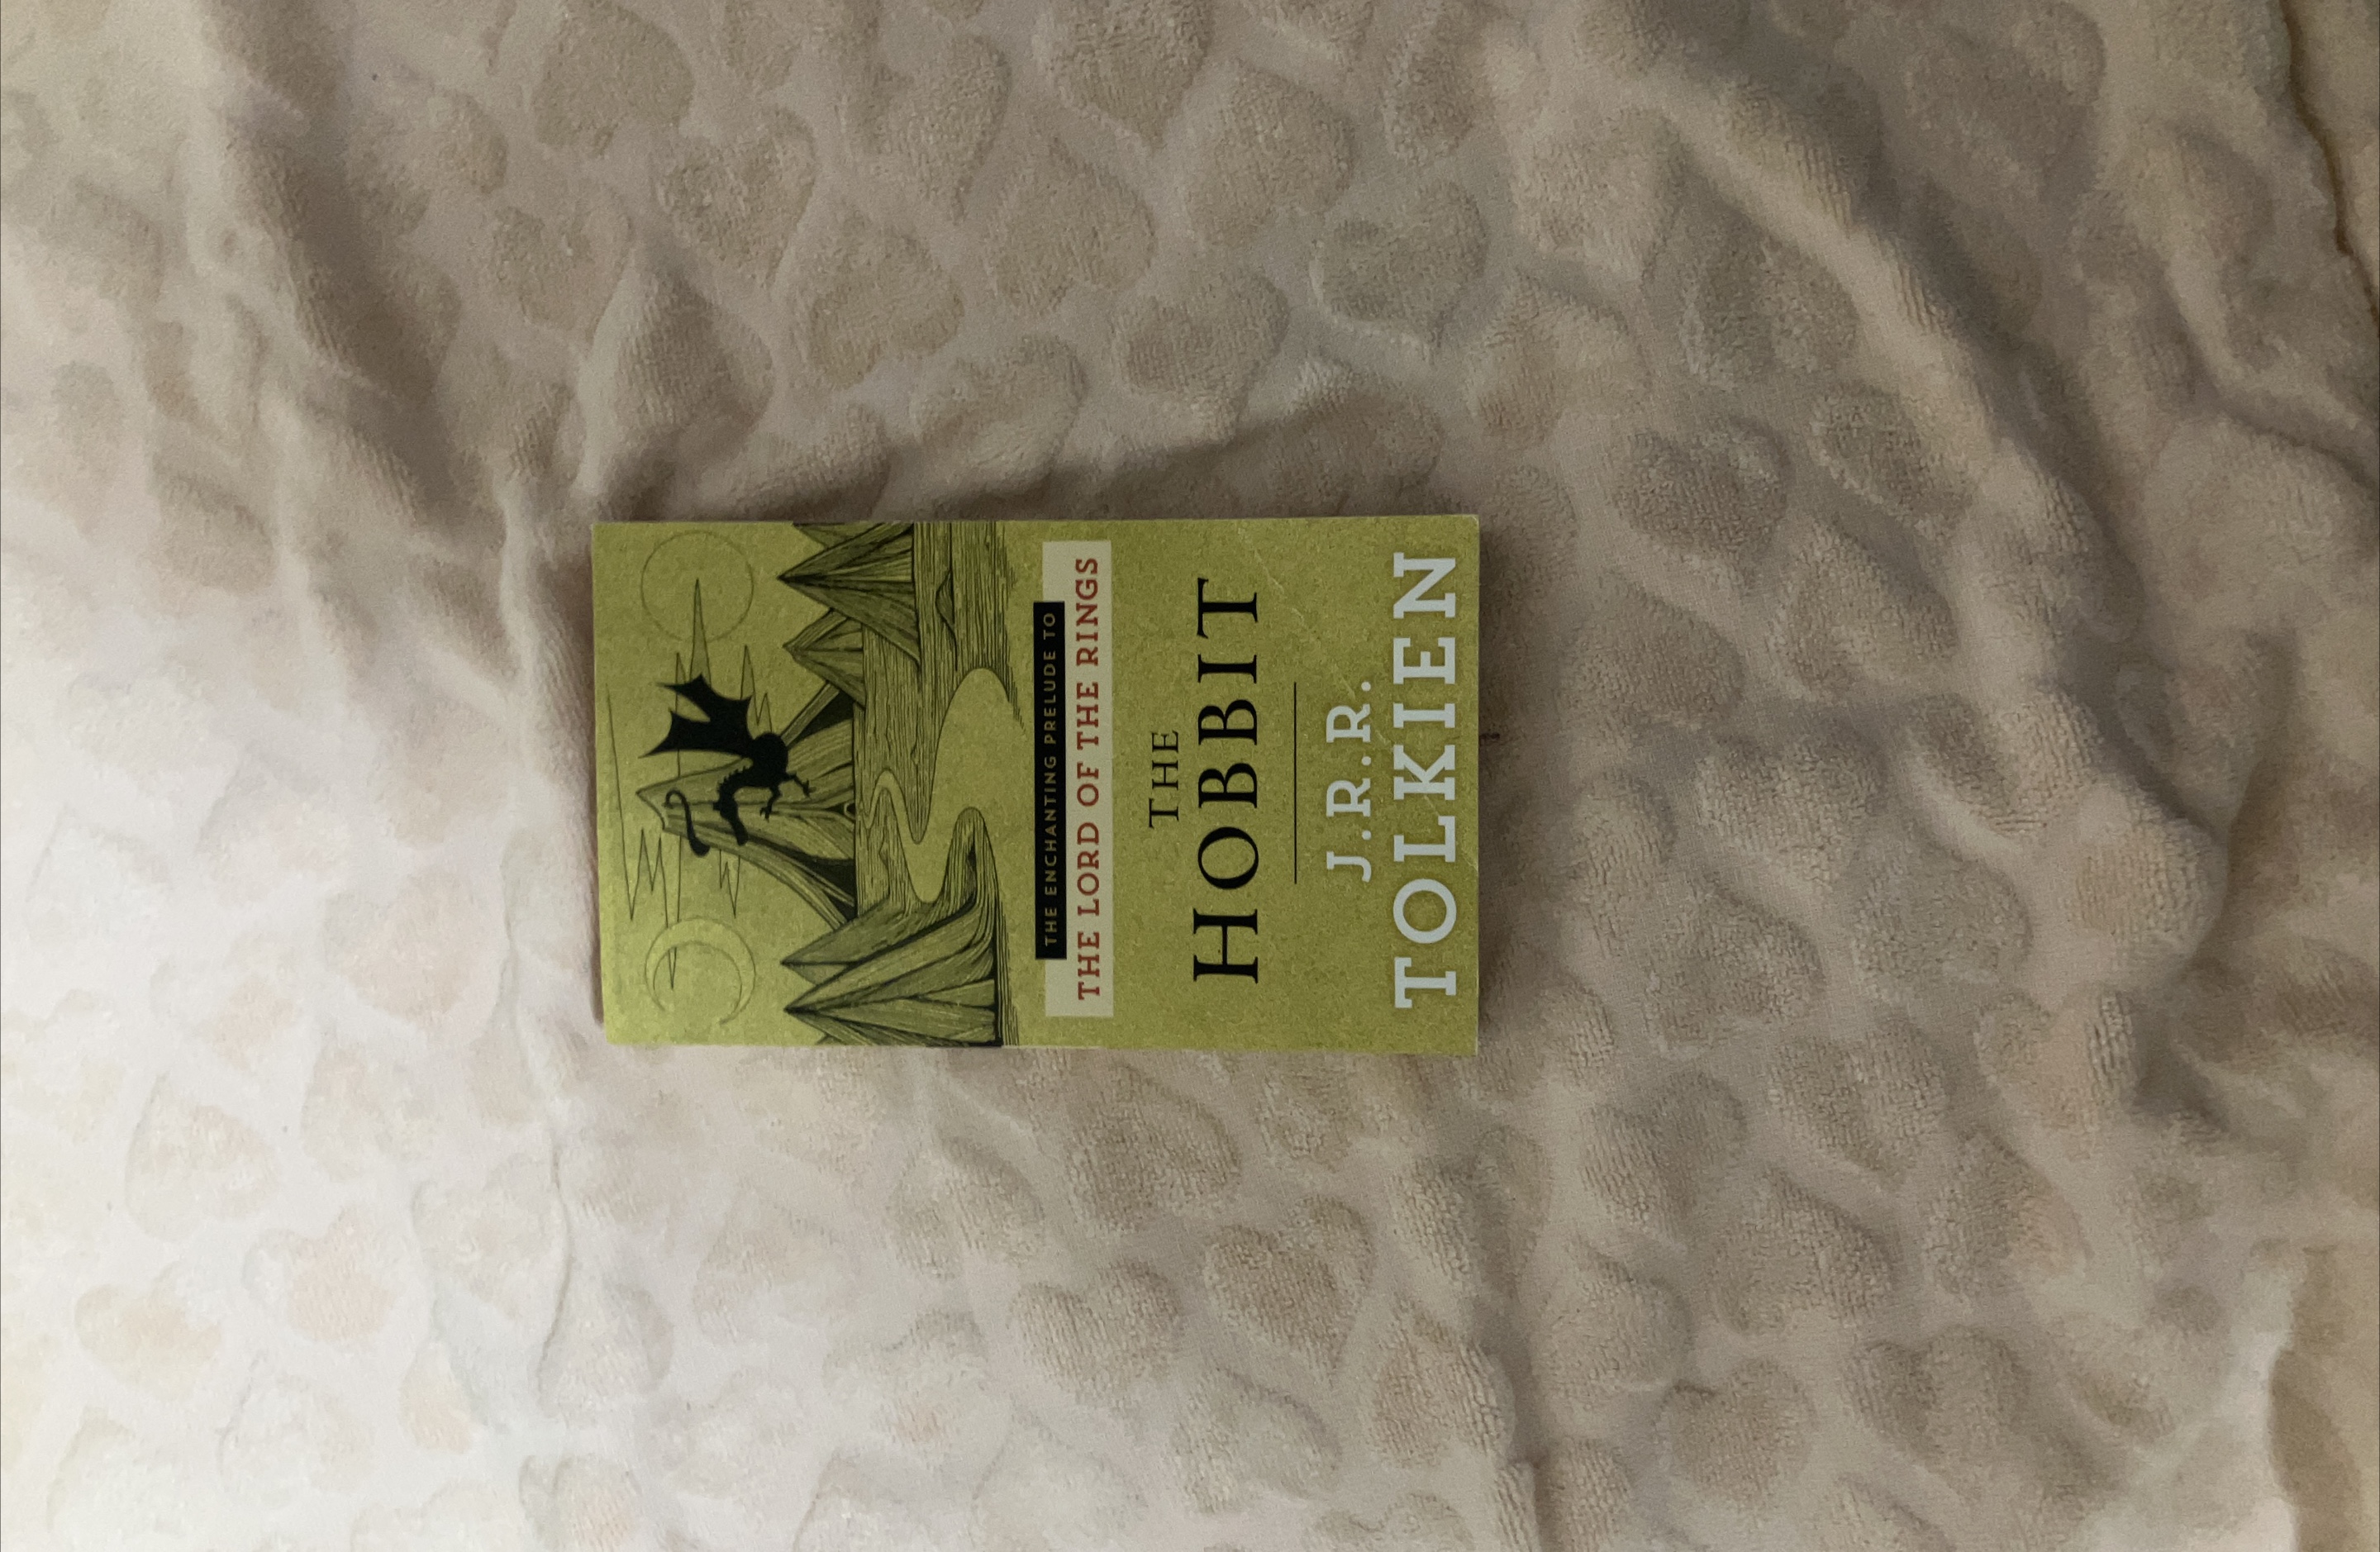 THE ENCHANTING PRELUDE TO
THE LORD OF THE RINGS
THE
HOBBIT
J.R.R.
TOLKIEN